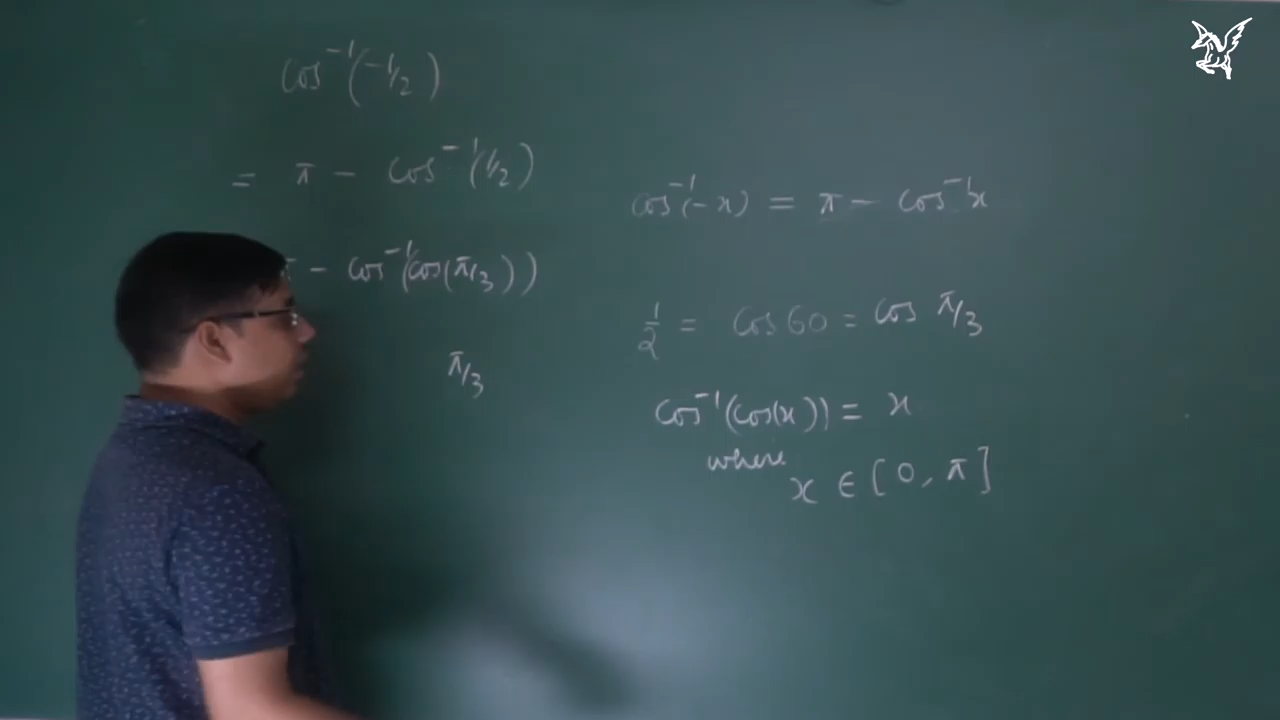 cos⁻¹(-1/2)
= π - cos⁻¹(1/2)
- cos⁻¹(cos(π/3))
π/3
cos⁻¹(-x) = π - cos⁻¹x
1/2 = cos 60 = cos π/3
cos⁻¹(cos(x)) = x
where
x ∈ [0, π]